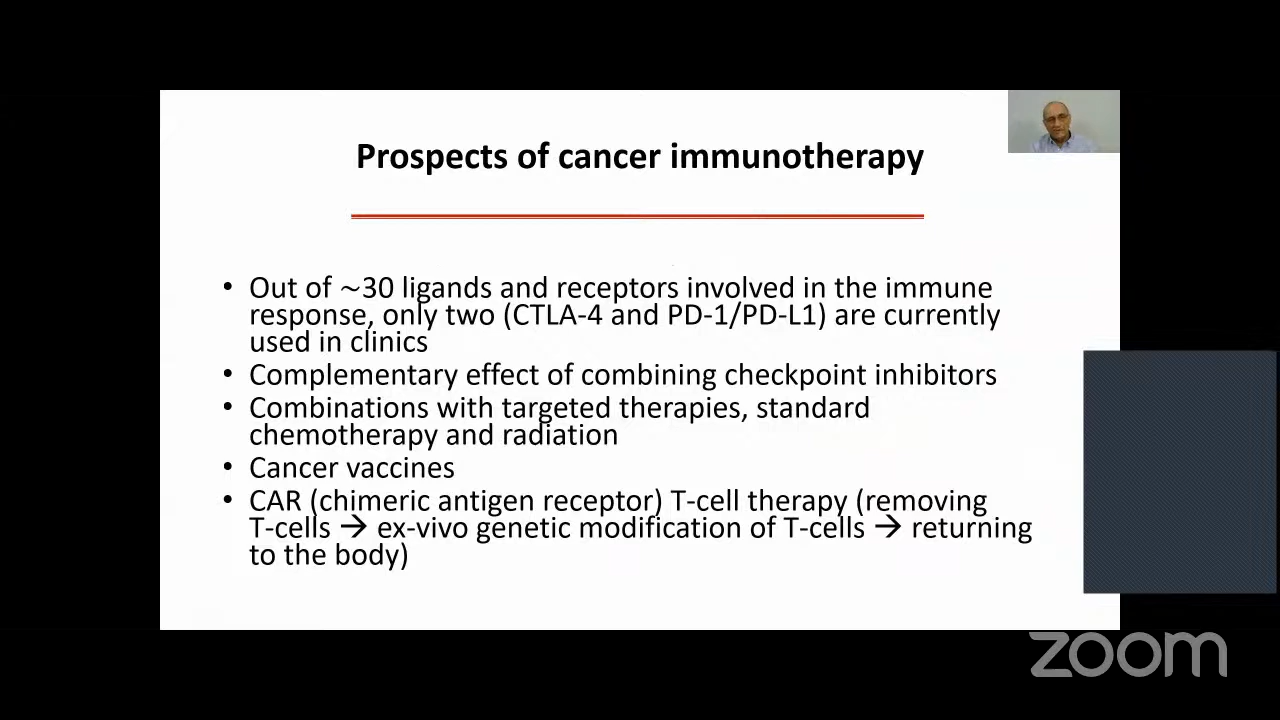 Prospects of cancer immunotherapy
• Out of ~30 ligands and receptors involved in the immune
response, only two (CTLA-4 and PD-1/PD-L1) are currently
used in clinics
• Complementary effect of combining checkpoint inhibitors
• Combinations with targeted therapies, standard
chemotherapy and radiation
• Cancer vaccines
• CAR (chimeric antigen receptor) T-cell therapy (removing
T-cells → ex-vivo genetic modification of T-cells → returning
to the body)
zoom